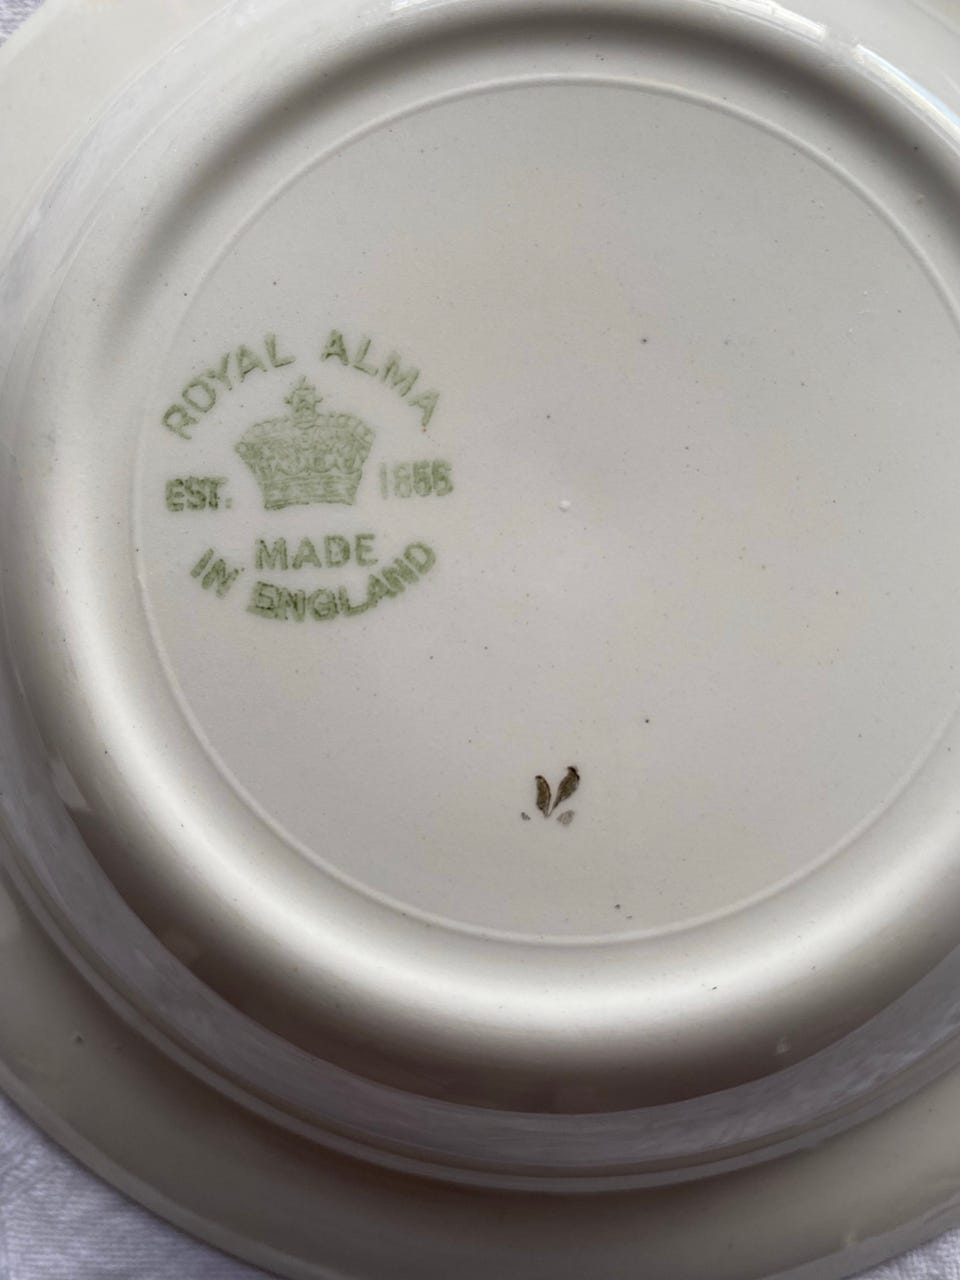 ROYAL ALMA
EST. 1855
MADE
IN ENGLAND